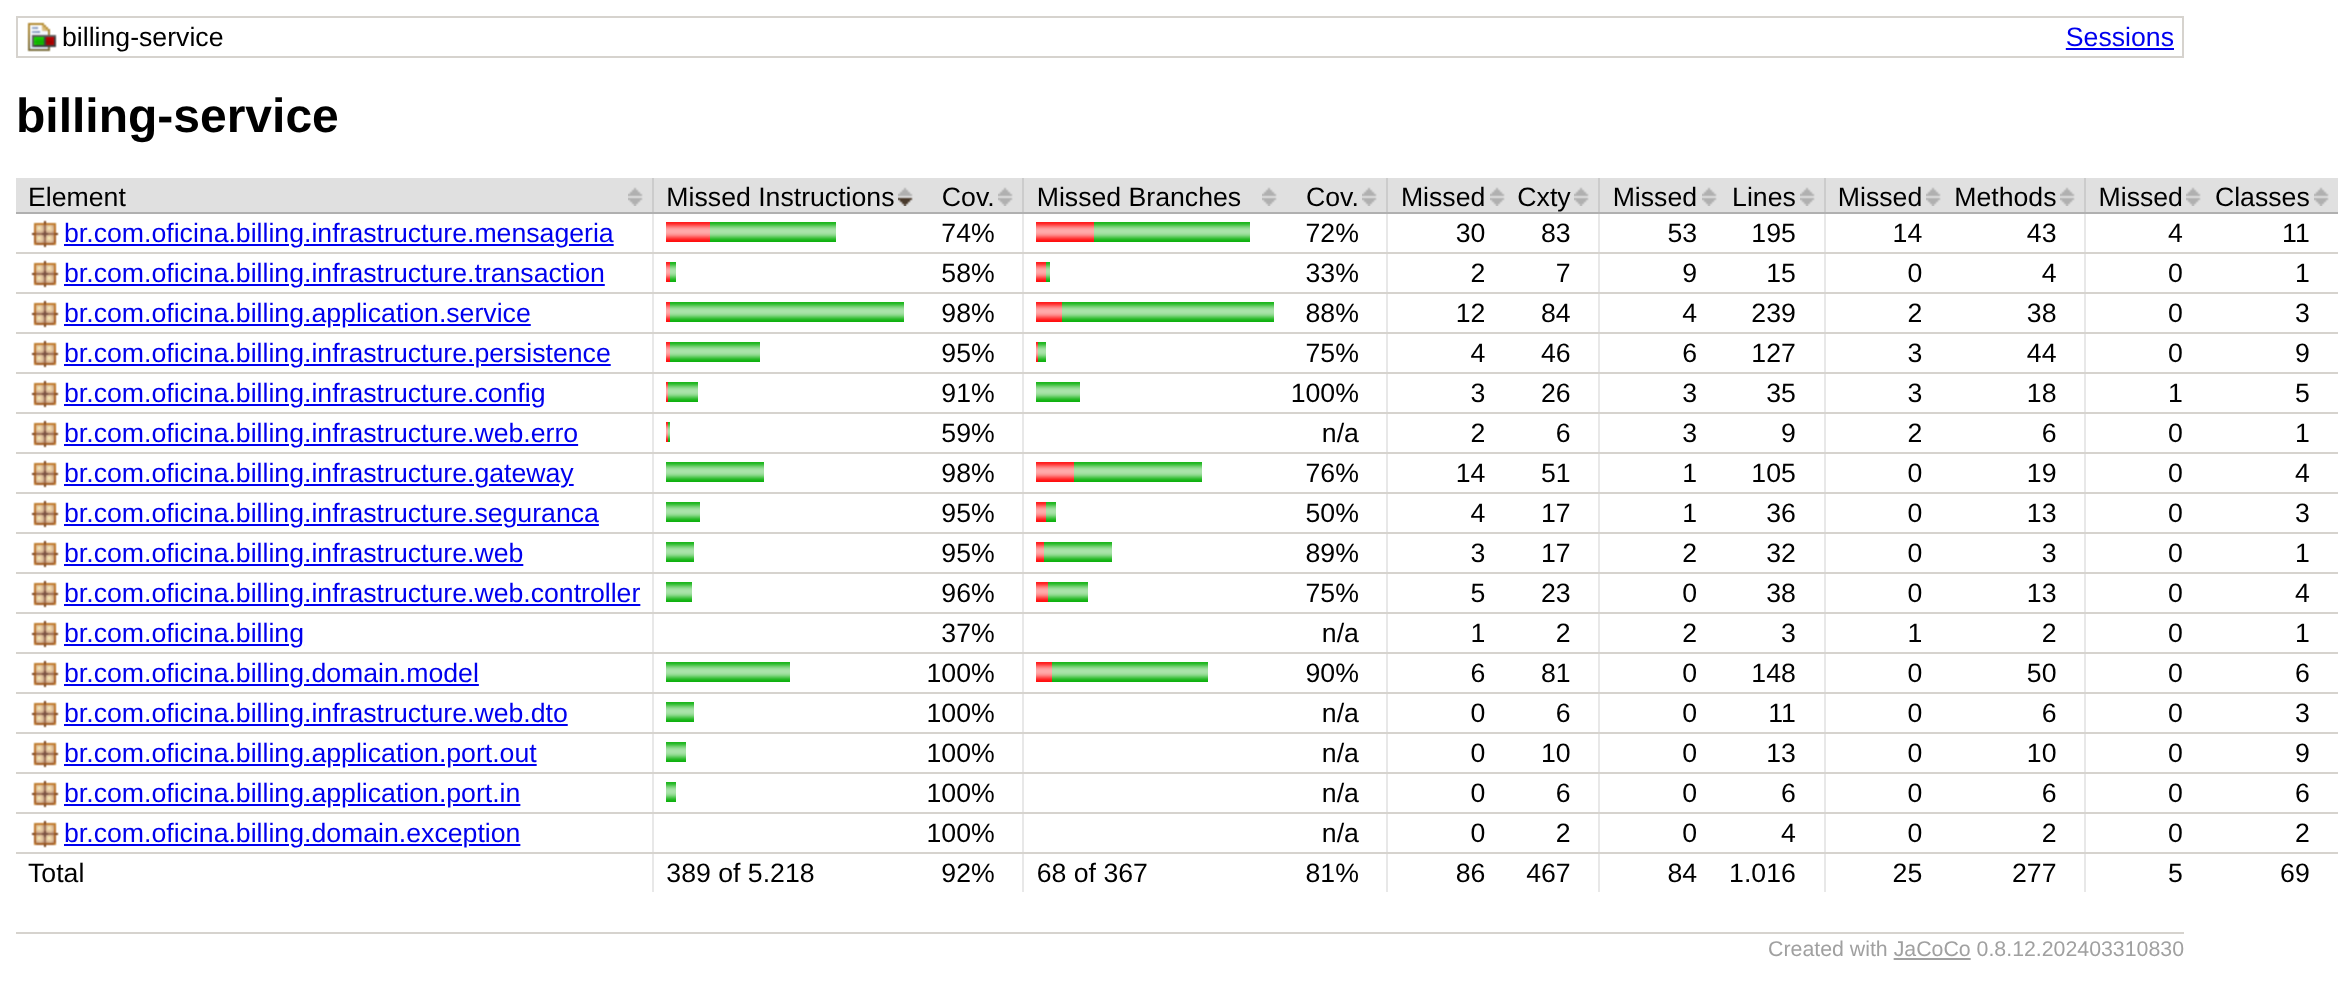 billing-service Sessions
billing-service
Element Missed Instructions Cov. Missed Branches Cov. Missed Cxty Missed Lines Missed Methods Missed Classes
br.com.oficina.billing.infrastructure.mensageria 74% 72% 30 83 53 195 14 43 4 11
br.com.oficina.billing.infrastructure.transaction 58% 33% 2 7 9 15 0 4 0 1
br.com.oficina.billing.application.service 98% 88% 12 84 4 239 2 38 0 3
br.com.oficina.billing.infrastructure.persistence 95% 75% 4 46 6 127 3 44 0 9
br.com.oficina.billing.infrastructure.config 91% 100% 3 26 3 35 3 18 1 5
br.com.oficina.billing.infrastructure.web.erro 59% n/a 2 6 3 9 2 6 0 1
br.com.oficina.billing.infrastructure.gateway 98% 76% 14 51 1 105 0 19 0 4
br.com.oficina.billing.infrastructure.seguranca 95% 50% 4 17 1 36 0 13 0 3
br.com.oficina.billing.infrastructure.web 95% 89% 3 17 2 32 0 3 0 1
br.com.oficina.billing.infrastructure.web.controller 96% 75% 5 23 0 38 0 13 0 4
br.com.oficina.billing 37% n/a 1 2 2 3 1 2 0 1
br.com.oficina.billing.domain.model 100% 90% 6 81 0 148 0 50 0 6
br.com.oficina.billing.infrastructure.web.dto 100% n/a 0 6 0 11 0 6 0 3
br.com.oficina.billing.application.port.out 100% n/a 0 10 0 13 0 10 0 9
br.com.oficina.billing.application.port.in 100% n/a 0 6 0 6 0 6 0 6
br.com.oficina.billing.domain.exception 100% n/a 0 2 0 4 0 2 0 2
Total 389 of 5.218 92% 68 of 367 81% 86 467 84 1.016 25 277 5 69
Created with JaCoCo 0.8.12.202403310830